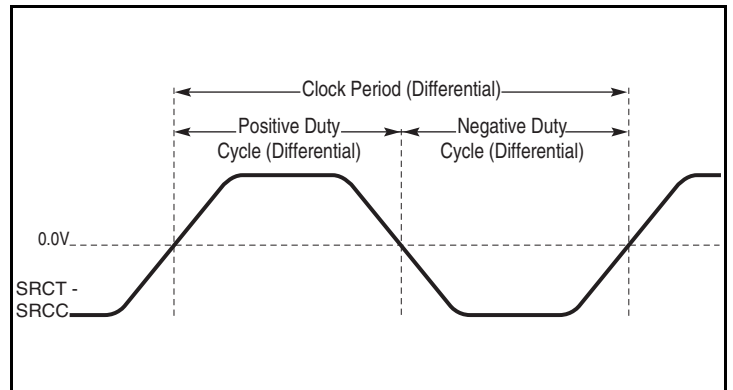 Clock Period (Differential)
Positive Duty
Cycle (Differential)
Negative Duty
Cycle (Differential)
0.0V
SRCT -
SRCC